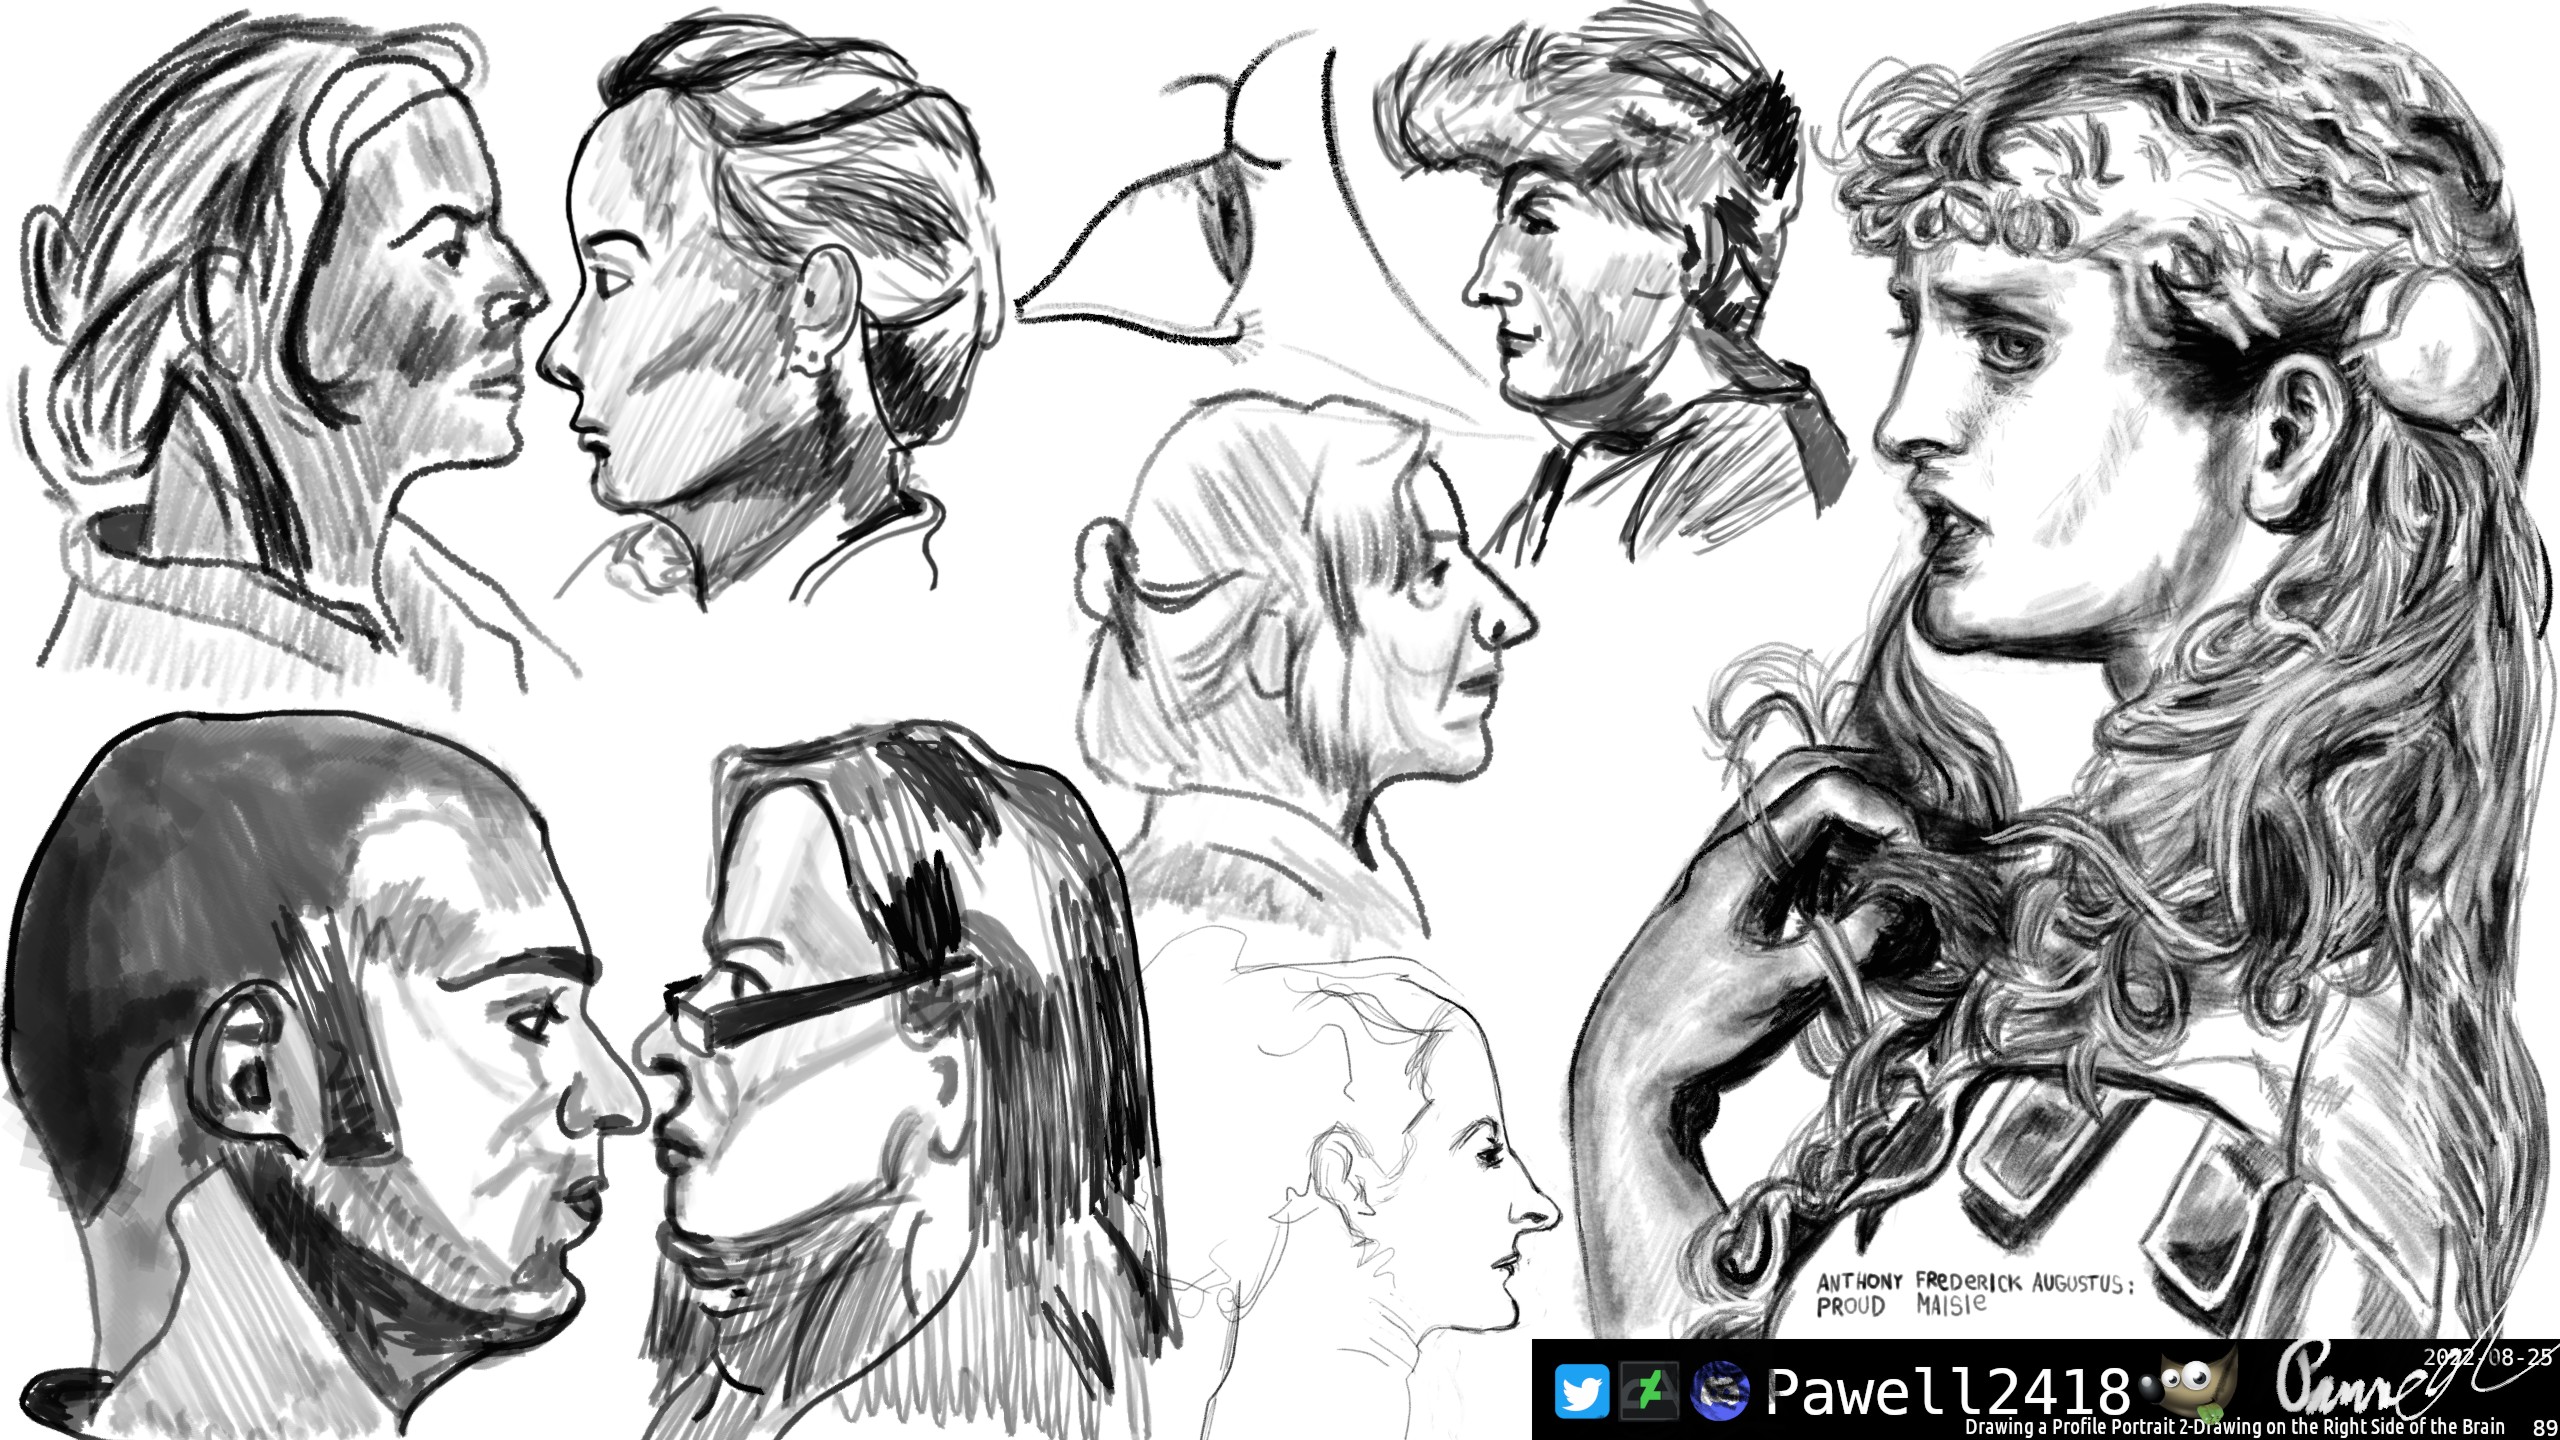 ANTHONY FREDERICK AUGUSTUS:
PROUD MAISIE
2022-08-25
Pawell2418
Drawing a Profile Portrait 2-Drawing on the Right Side of the Brain 89